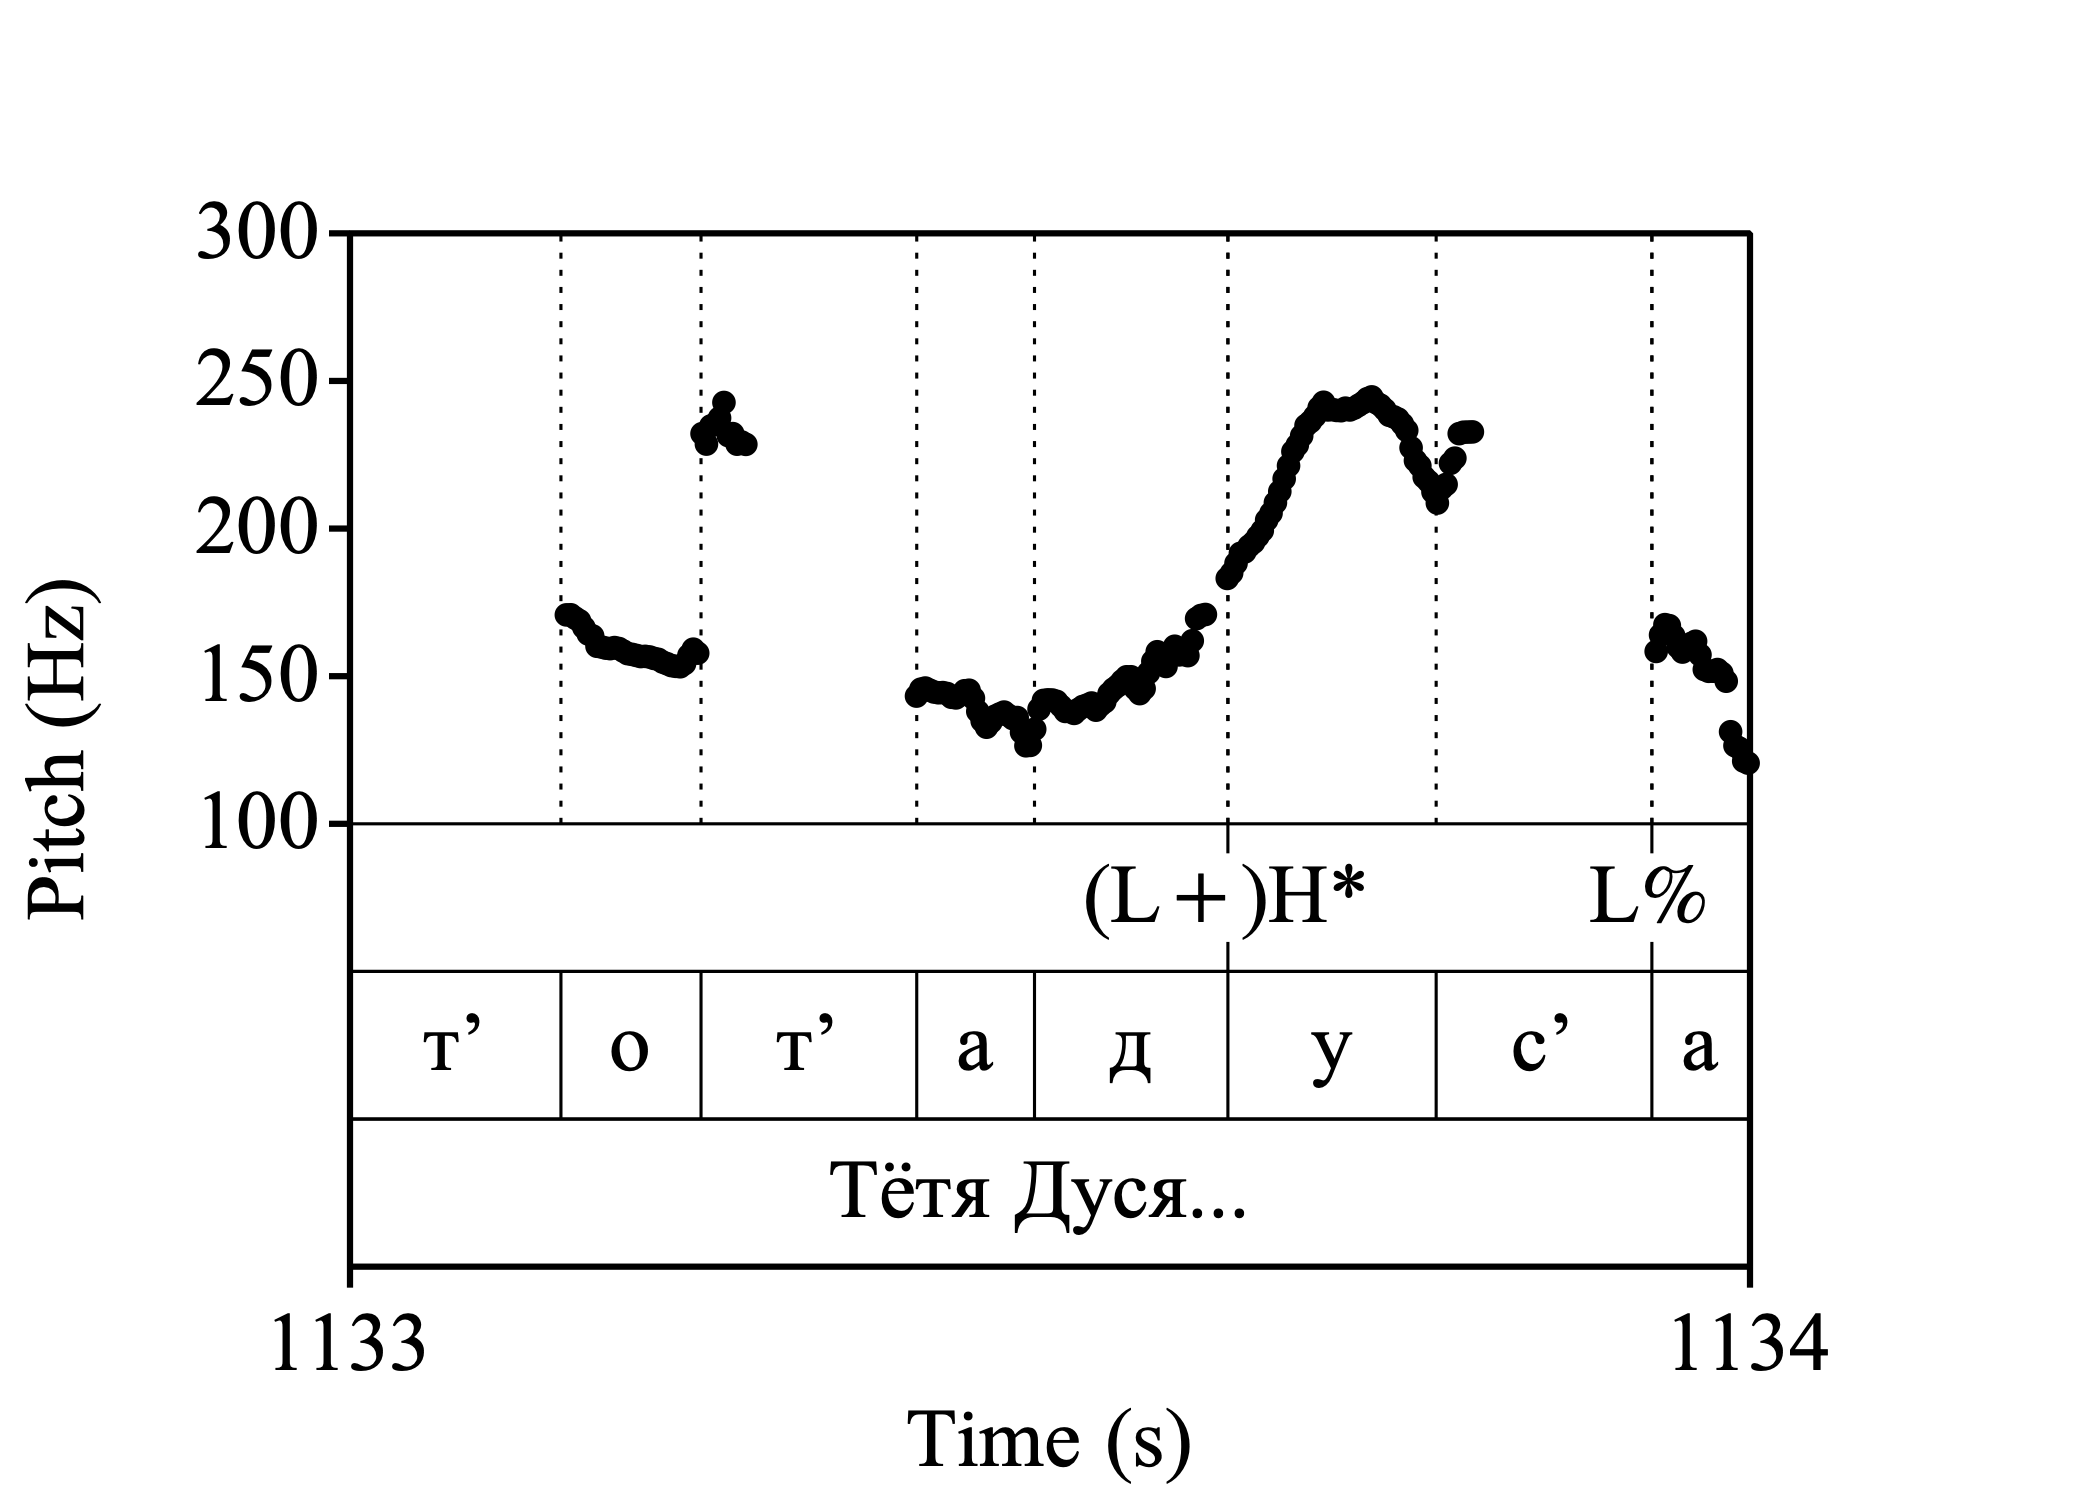 300
250
200
150
100
Pitch (Hz)
(L+)H* L%
т’ о т’ а д у с’ а
Тётя Дуся...
1133 1134
Time (s)